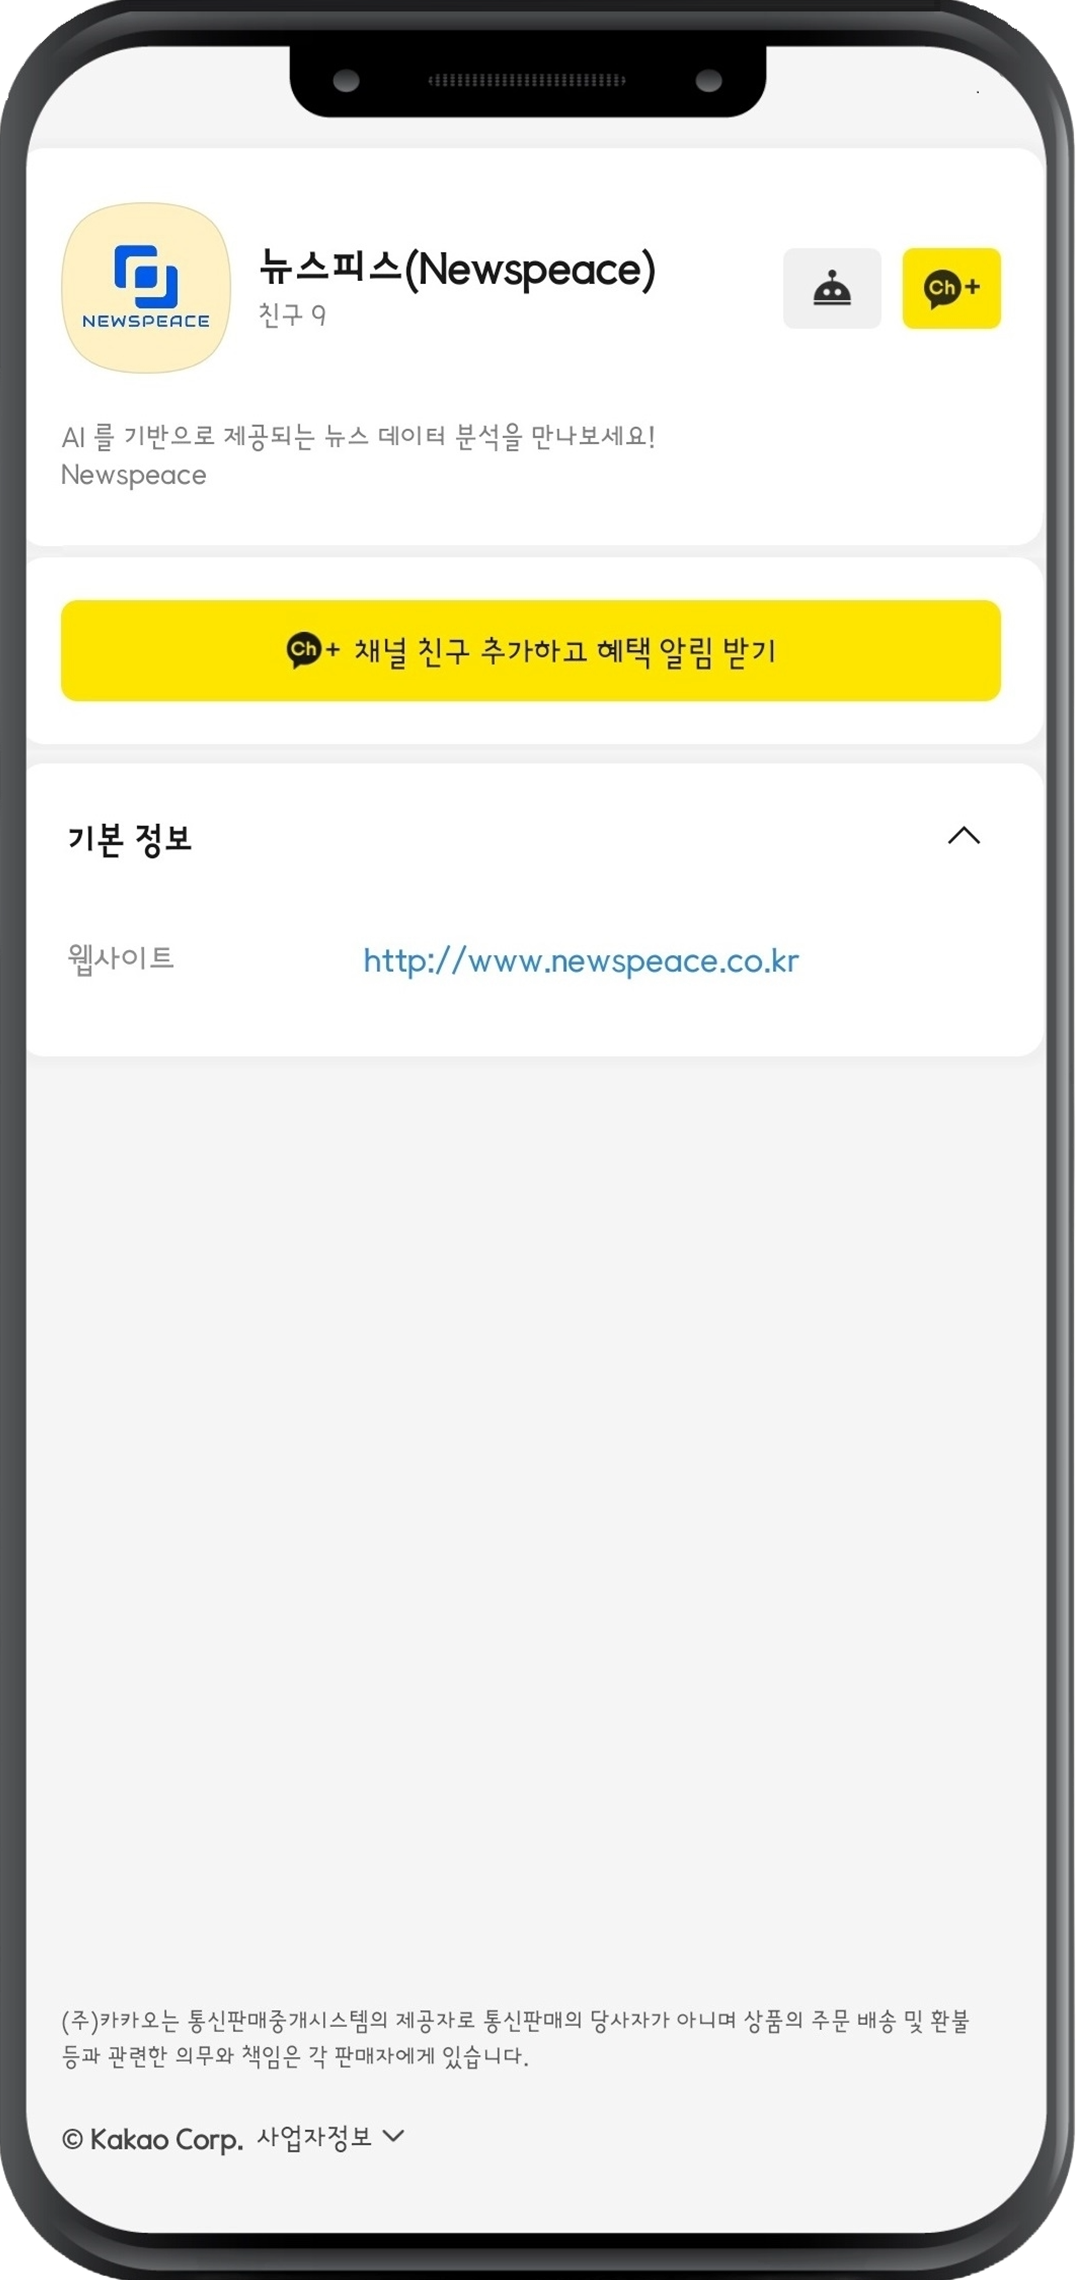 NEWSPEACE
뉴스피스(Newspeace)
친구 9
Ch+
AI 를 기반으로 제공되는 뉴스 데이터 분석을 만나보세요!
Newspeace
Ch+ 채널 친구 추가하고 혜택 알림 받기
기본 정보
웹사이트 http://www.newspeace.co.kr
(주)카카오는 통신판매중개시스템의 제공자로 통신판매의 당사자가 아니며 상품의 주문 배송 및 환불
등과 관련한 의무와 책임은 각 판매자에게 있습니다.
© Kakao Corp. 사업자정보